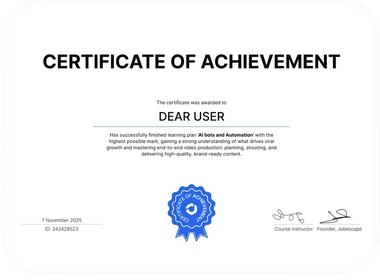 CERTIFICATE OF ACHIEVEMENT
The certificate was awarded to
DEAR USER
Has successfully finished learning plan 'AI bots and Automation' with the
highest possible mark, gaining a strong understanding of what drives viral
growth and mastering end-to-end video production: planning, shooting, and
delivering high-quality, brand-ready content.
CERTIFICATE OF ACHIEVEMENT
7 November 2025
ID: 342428523
Course instructor
Founder, Jobescape